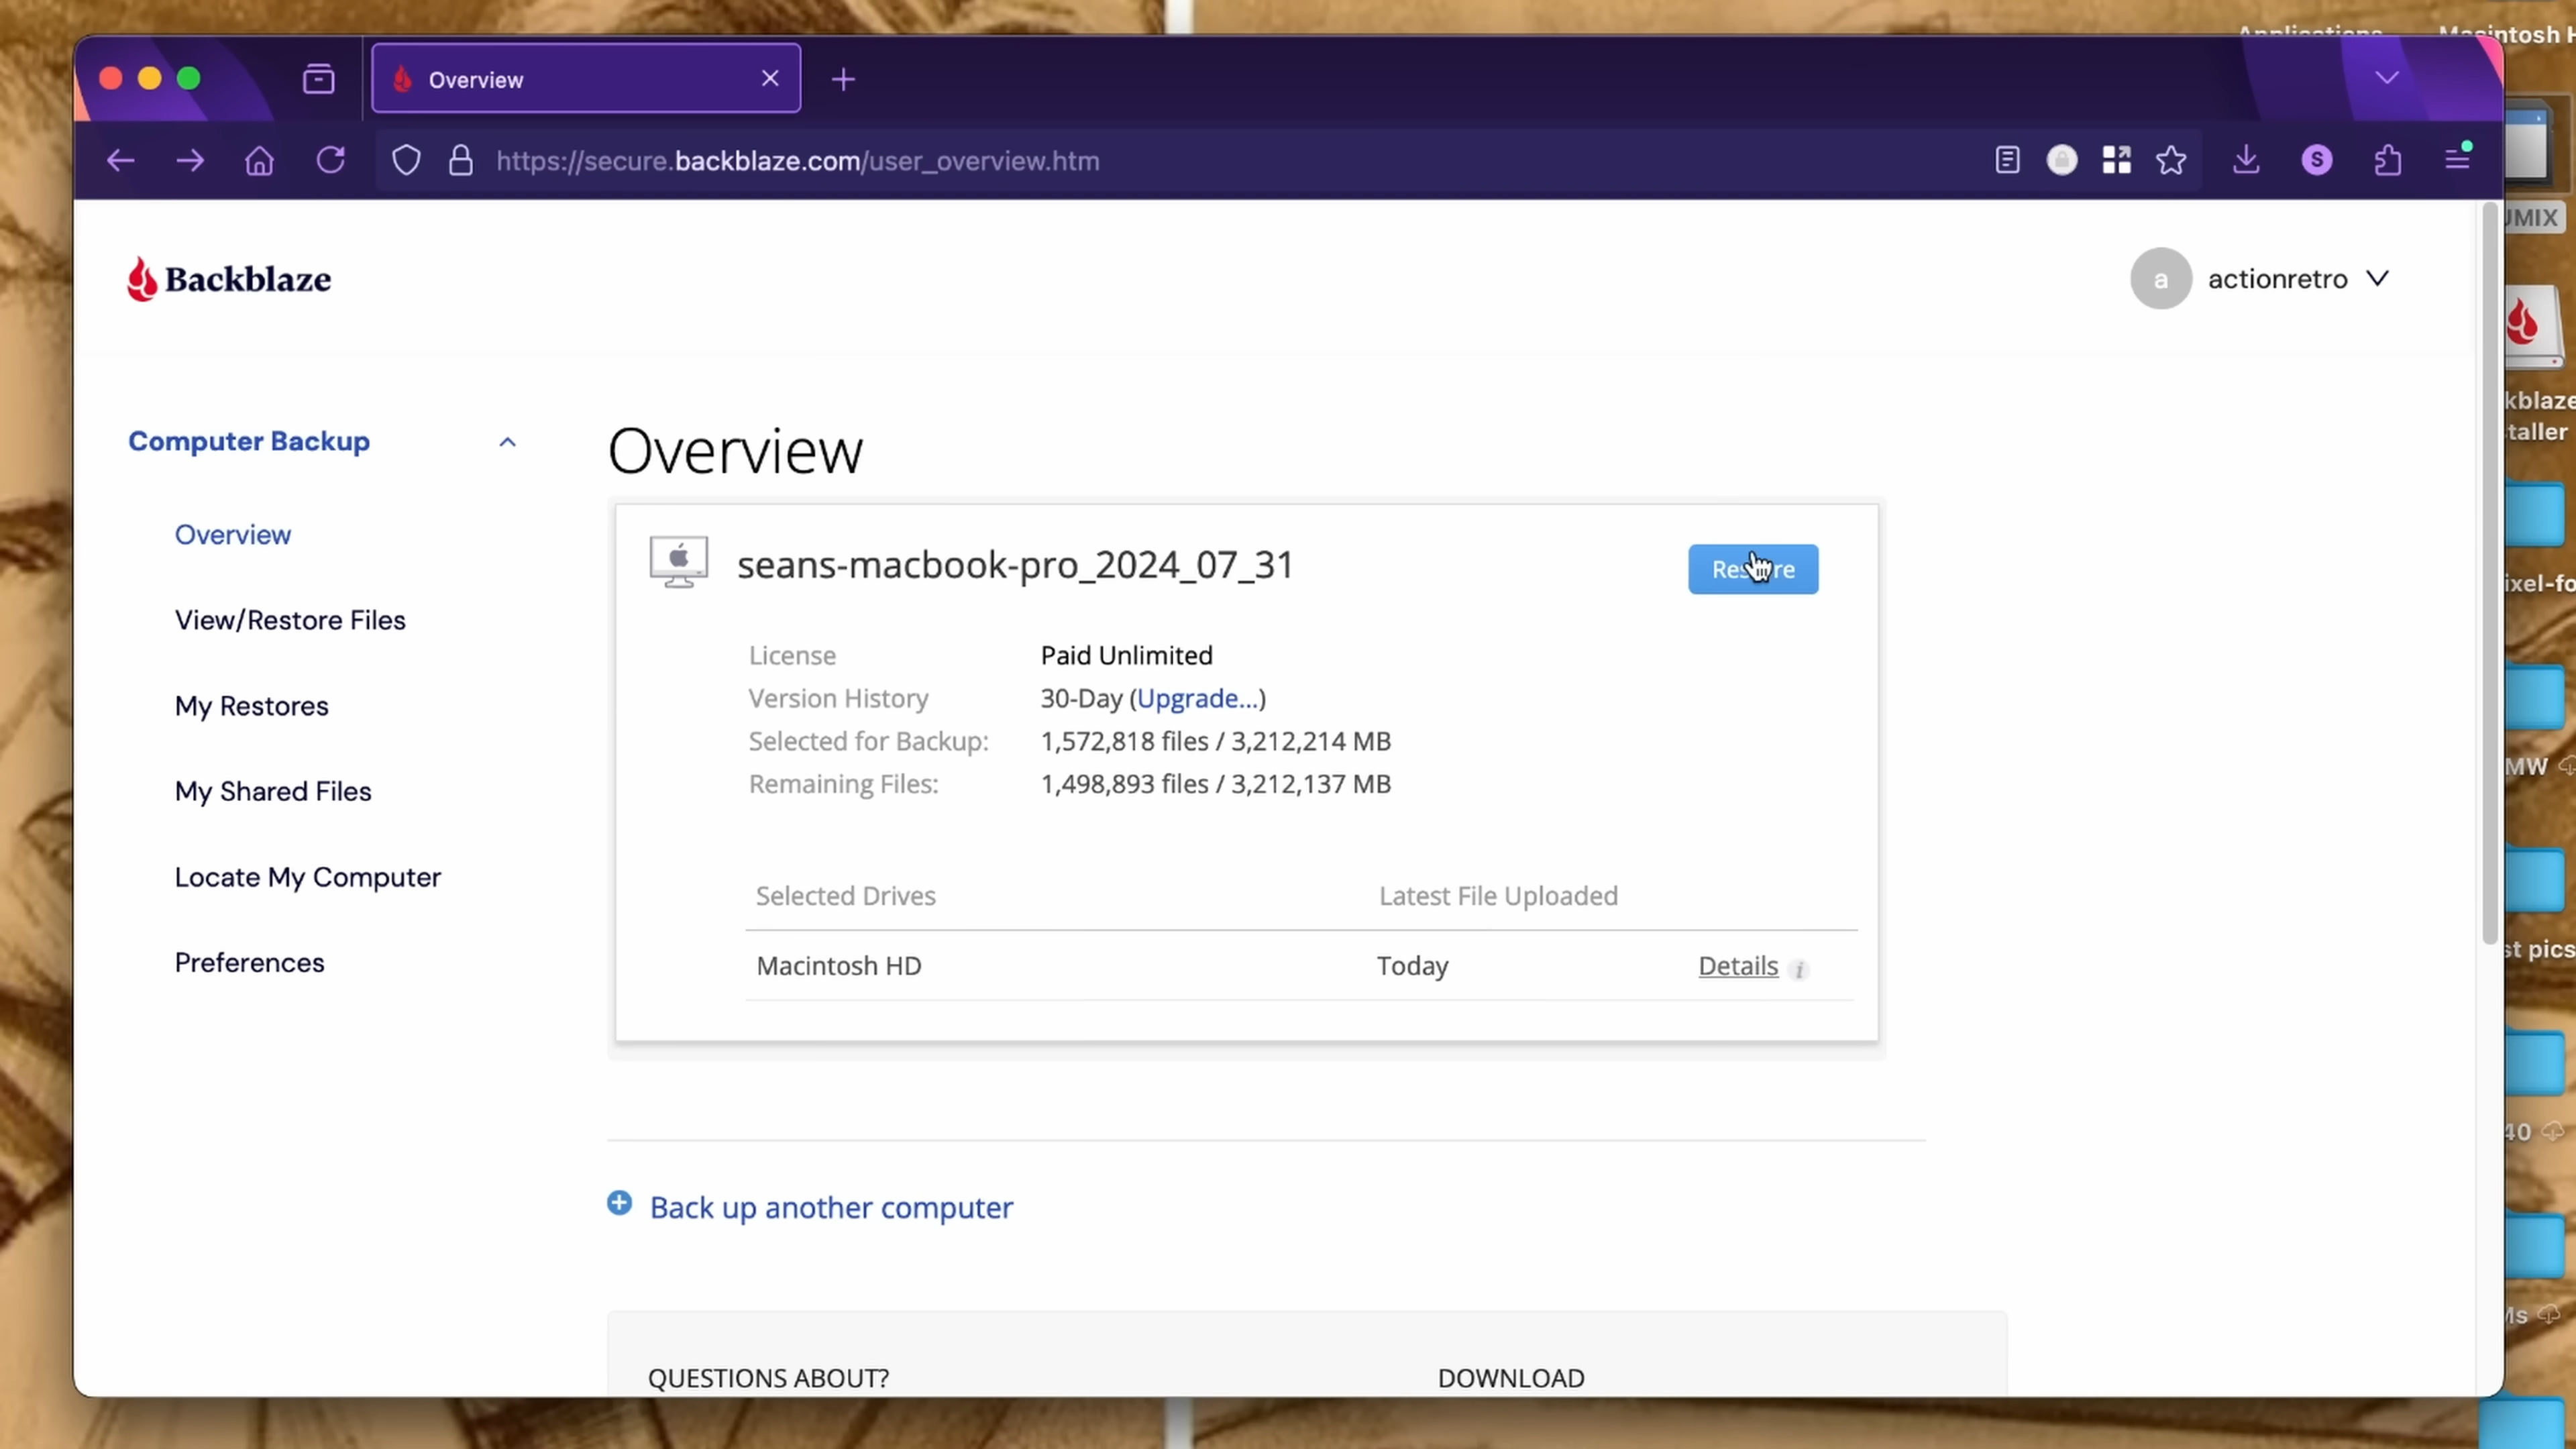 Applications
Overview
https://secure.backblaze.com/user_overview.htm
S
Backblaze
a
actionretro
Computer Backup
Overview
View/Restore Files
My Restores
My Shared Files
Locate My Computer
Preferences
Overview
seans-macbook-pro_2024_07_31
License Paid Unlimited
Version History 30-Day (Upgrade...)
Selected for Backup: 1,572,818 files / 3,212,214 MB
Remaining Files: 1,498,893 files / 3,212,137 MB
Selected Drives Latest File Uploaded
Macintosh HD Today Details i
Back up another computer
QUESTIONS ABOUT? DOWNLOAD
pics